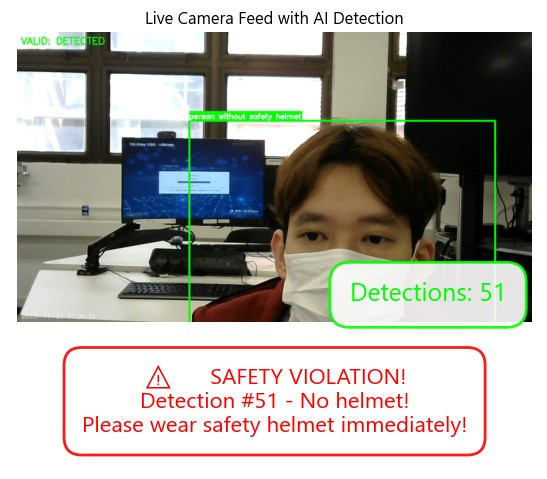 Live Camera Feed with AI Detection
VALID: DETECTED
person without safety helmet
Detections: 51
⚠ SAFETY VIOLATION!
Detection #51 - No helmet!
Please wear safety helmet immediately!